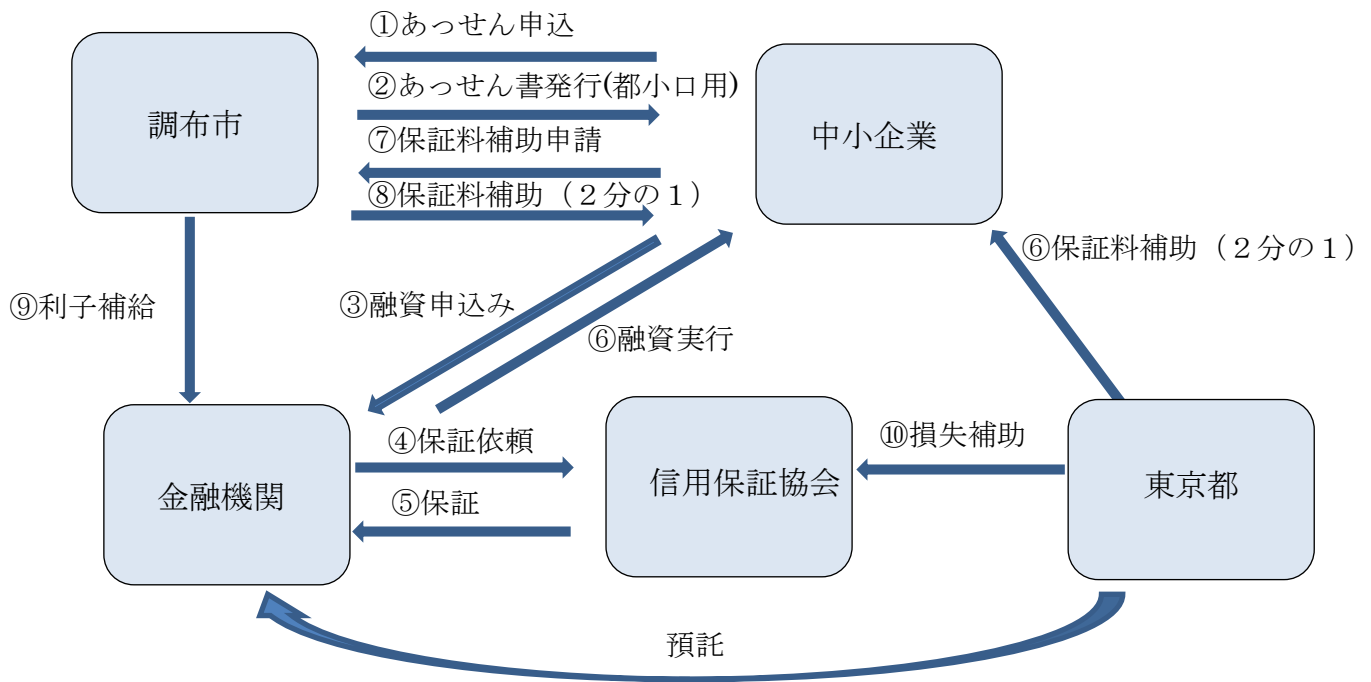 ①あっせん申込
②あっせん書発行(都小口用)
調布市
中小企業
⑦保証料補助申請
⑧保証料補助（２分の１）
⑥保証料補助（２分の１）
⑨利子補給
③融資申込み
⑥融資実行
④保証依頼
⑩損失補助
金融機関
信用保証協会
東京都
⑤保証
預託